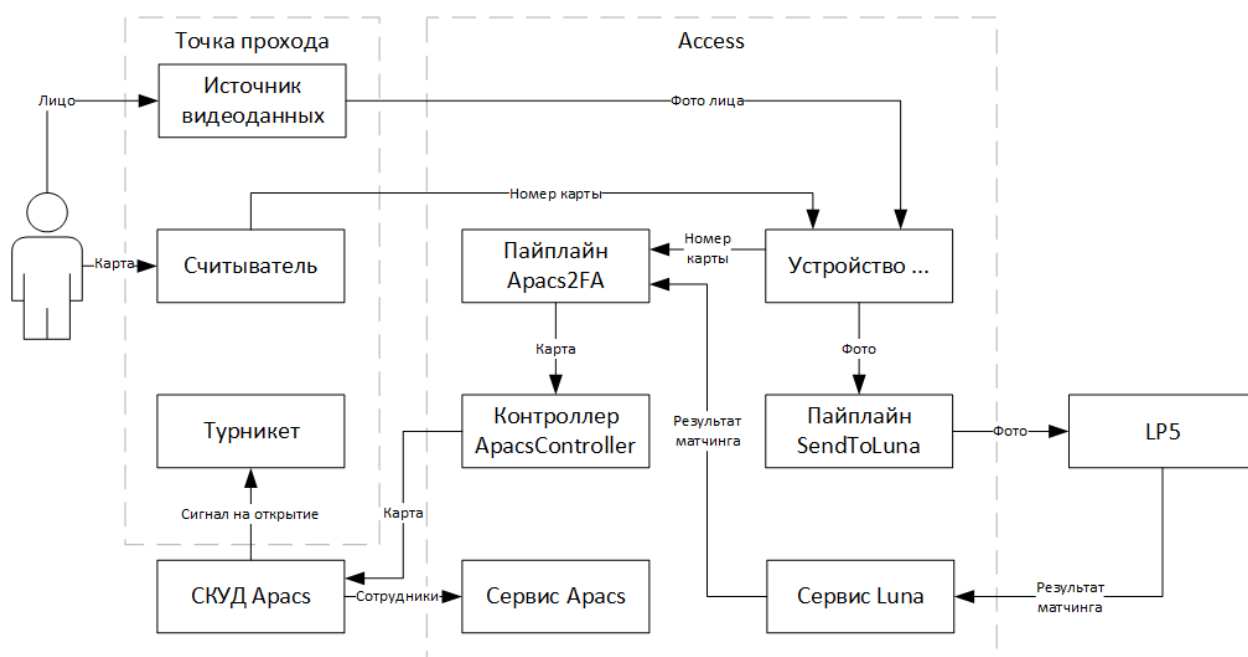 Точка прохода
Access
Источник
видеоданных
Лицо
Фото лица
Номер карты
Карта
Считыватель
Пайплайн
Apacs2FA
Номер
карты
Устройство ...
Карта
Фото
Турникет
Контроллер
ApacsController
Результат
матчинга
Пайплайн
SendToLuna
Фото
LP5
Сигнал на открытие
Карта
СКУД Apacs
Сотрудники
Сервис Apacs
Сервис Luna
Результат
матчинга